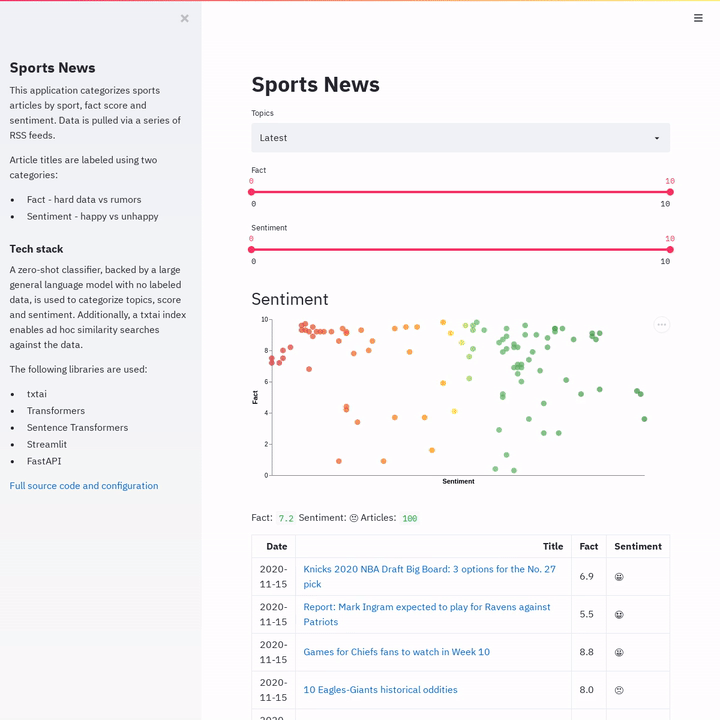 Sports News
This application categorizes sports
articles by sport, fact score and
sentiment. Data is pulled via a series of
RSS feeds.
Article titles are labeled using two
categories:
• Fact - hard data vs rumors
• Sentiment - happy vs unhappy
Tech stack
A zero-shot classifier, backed by a large
general language model with no labeled
data, is used to categorize topics, score
and sentiment. Additionally, a txtai index
enables ad hoc similarity searches
against the data.
The following libraries are used:
• txtai
• Transformers
• Sentence Transformers
• Streamlit
• FastAPI
Full source code and configuration
Sports News
Topics
Latest
Fact
0 10
0 10
Sentiment
0 10
0 10
Sentiment
10
8
6
4
2
0
Fact
Sentiment
Fact: 7.2 Sentiment: Articles: 100
Date Title Fact Sentiment
2020-
11-15
Knicks 2020 NBA Draft Big Board: 3 options for the No. 27
pick
6.9
2020-
11-15
Report: Mark Ingram expected to play for Ravens against
Patriots
5.5
2020-
11-15
Games for Chiefs fans to watch in Week 10
8.8
2020-
11-15
10 Eagles-Giants historical oddities
8.0
2020-